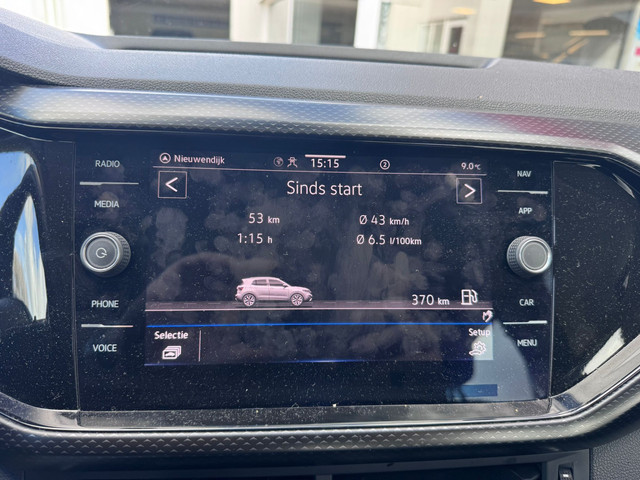 RADIO
MEDIA
PHONE
VOICE
Nieuwendijk 15:15 2 9.0°C
< Sinds start >
53 km Ø 43 km/h
1:15 h Ø 6.5 l/100km
370 km
Selectie Setup
NAV
APP
CAR
MENU